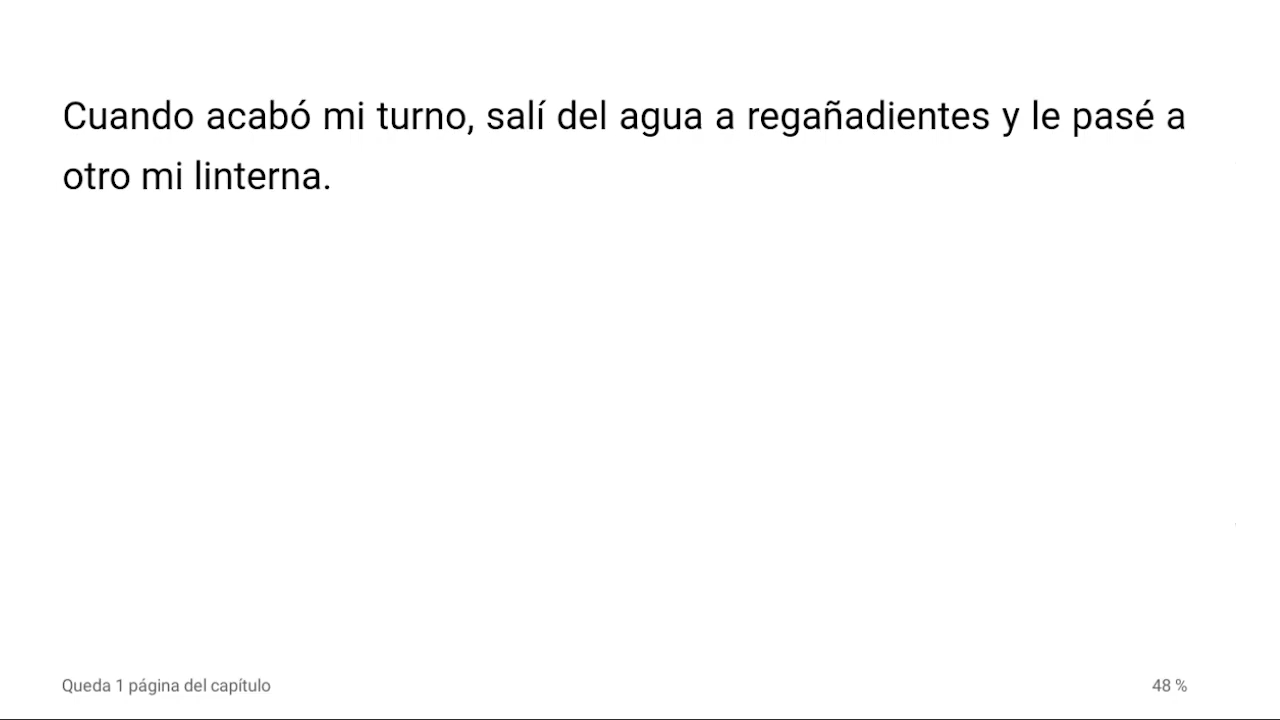 Cuando acabó mi turno, salí del agua a regañadientes y le pasé a
otro mi linterna.
Queda 1 página del capítulo
48 %